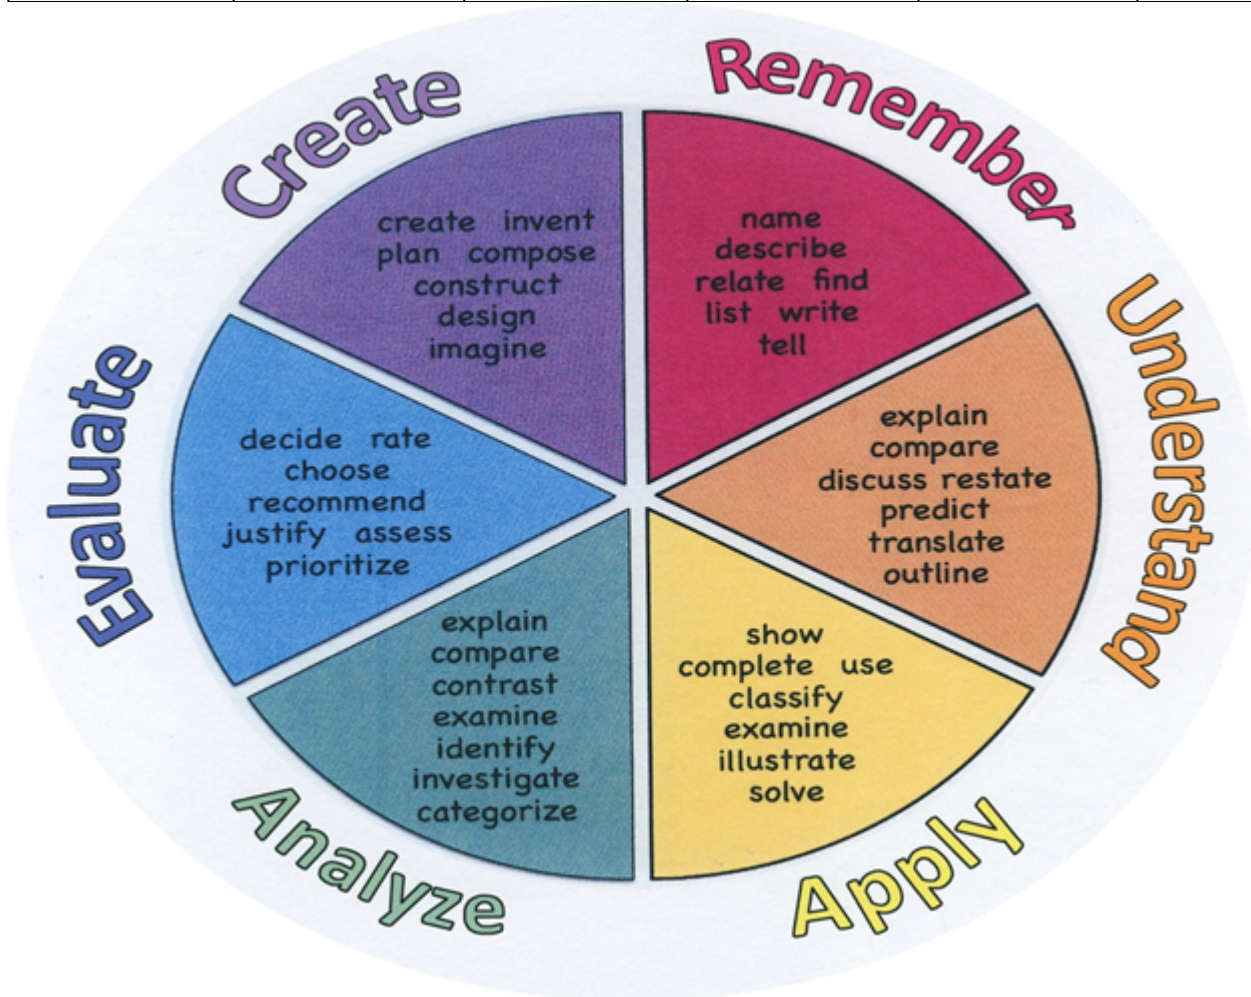 Remember
name
describe
relate find
list write
tell
Understand
explain
compare
discuss restate
predict
translate
outline
Apply
show
complete use
classify
examine
illustrate
solve
Analyze
explain
compare
contrast
examine
identify
investigate
categorize
Evaluate
decide rate
choose
recommend
justify assess
prioritize
Create
create invent
plan compose
construct
design
imagine